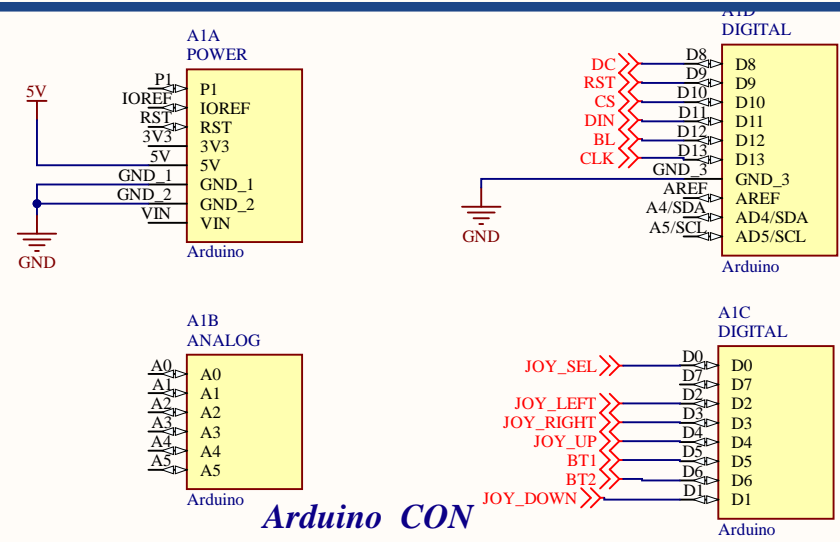 A1A
POWER
P1 P1
IOREF IOREF
RST RST
3V3 3V3
5V
5V 5V
GND_1 GND_1
GND_2 GND_2
VIN VIN
GND
Arduino
A1D
DIGITAL
DC D8 D8
RST D9 D9
CS D10 D10
DIN D11 D11
BL D12 D12
CLK D13 D13
GND_3 GND_3
AREF AREF
A4/SDA AD4/SDA
A5/SCL AD5/SCL
GND
Arduino
A1B
ANALOG
A0 A0
A1 A1
A2 A2
A3 A3
A4 A4
A5 A5
Arduino
A1C
DIGITAL
JOY_SEL D0 D0
D7 D7
JOY_LEFT D2 D2
JOY_RIGHT D3 D3
JOY_UP D4 D4
BT1 D5 D5
BT2 D6 D6
JOY_DOWN D1 D1
Arduino
Arduino CON